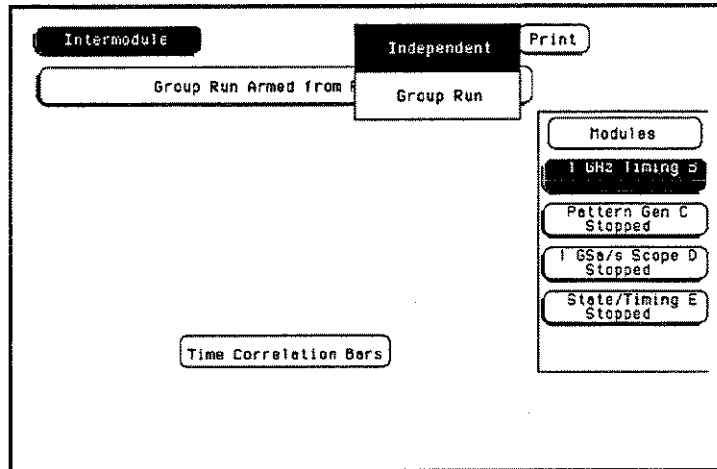 Intermodule
Independent
Print
Group Run Armed from
Group Run
Modules
1 GHz Timing B
Pattern Gen C
Stopped
1 GSa/s Scope D
Stopped
State/Timing E
Stopped
Time Correlation Bars